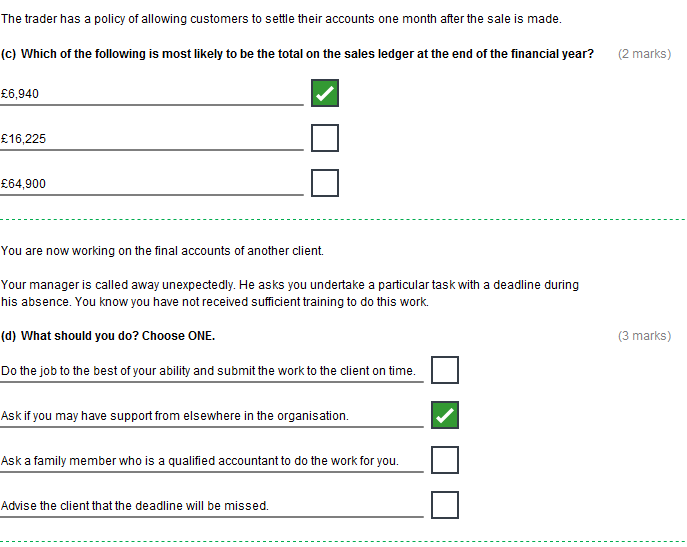 The trader has a policy of allowing customers to settle their accounts one month after the sale is made.
(c) Which of the following is most likely to be the total on the sales ledger at the end of the financial year? (2 marks)
£6,940
£16,225
£64,900
You are now working on the final accounts of another client.
Your manager is called away unexpectedly. He asks you undertake a particular task with a deadline during
his absence. You know you have not received sufficient training to do this work.
(d) What should you do? Choose ONE. (3 marks)
Do the job to the best of your ability and submit the work to the client on time.
Ask if you may have support from elsewhere in the organisation.
Ask a family member who is a qualified accountant to do the work for you.
Advise the client that the deadline will be missed.